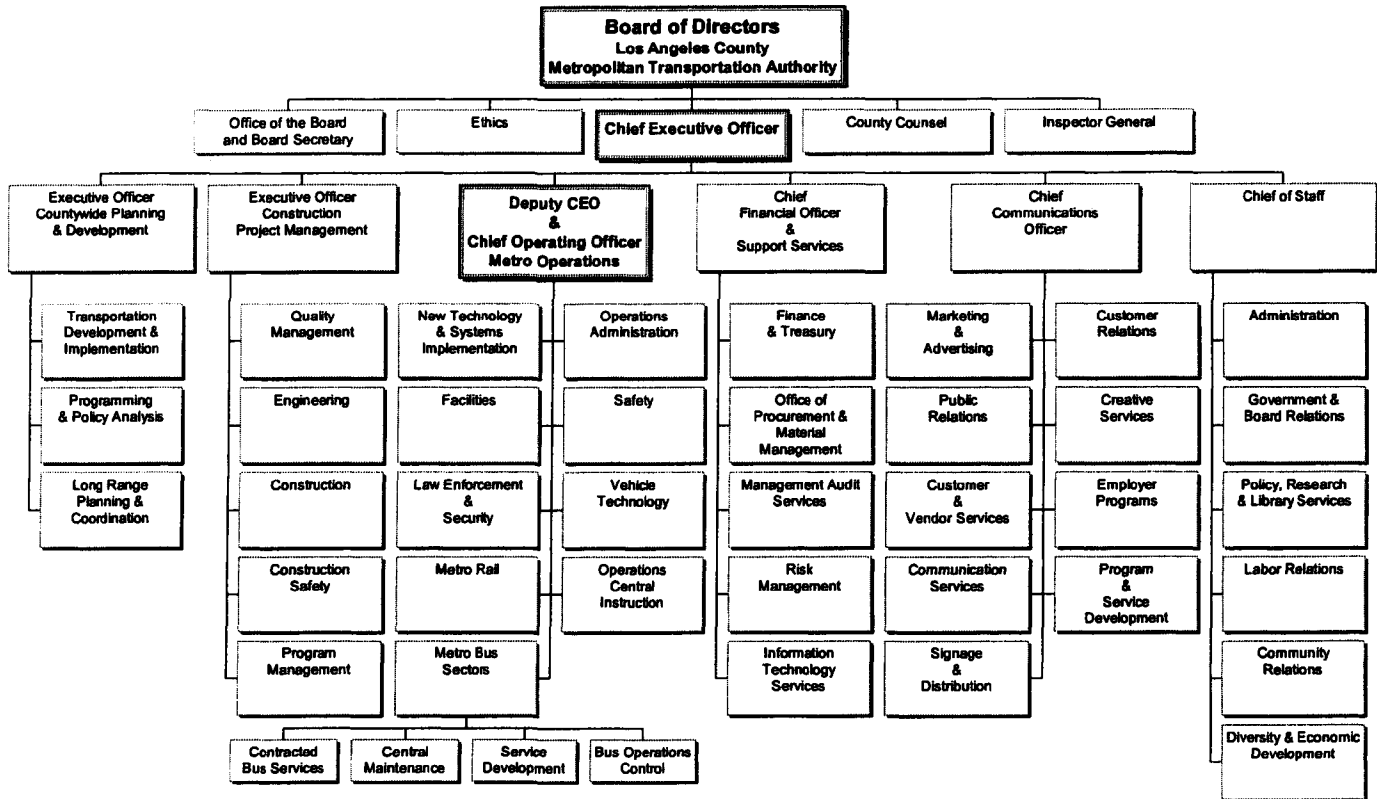 Board of Directors
Los Angeles County
Metropolitan Transportation Authority
Office of the Board
and Board Secretary
Ethics
Chief Executive Officer
County Counsel
Inspector General
Executive Officer
Countywide Planning
& Development
Executive Officer
Construction
Project Management
Deputy CEO
&
Chief Operating Officer
Metro Operations
Chief
Financial Officer
&
Support Services
Chief
Communications
Officer
Chief of Staff
Transportation
Development &
Implementation
Quality
Management
New Technology
& Systems
Implementation
Operations
Administration
Finance
& Treasury
Marketing
&
Advertising
Customer
Relations
Administration
Programming
& Policy Analysis
Engineering
Facilities
Safety
Office of
Procurement &
Material
Management
Public
Relations
Creative
Services
Government &
Board Relations
Long Range
Planning &
Coordination
Construction
Law Enforcement
&
Security
Vehicle
Technology
Management Audit
Services
Customer
&
Vendor Services
Employer
Programs
Policy, Research
& Library Services
Construction
Safety
Metro Rail
Operations
Central
Instruction
Risk
Management
Communication
Services
Program
&
Service
Development
Labor Relations
Program
Management
Metro Bus
Sectors
Information
Technology
Services
Signage
&
Distribution
Community
Relations
Contracted
Bus Services
Central
Maintenance
Service
Development
Bus Operations
Control
Diversity & Economic
Development